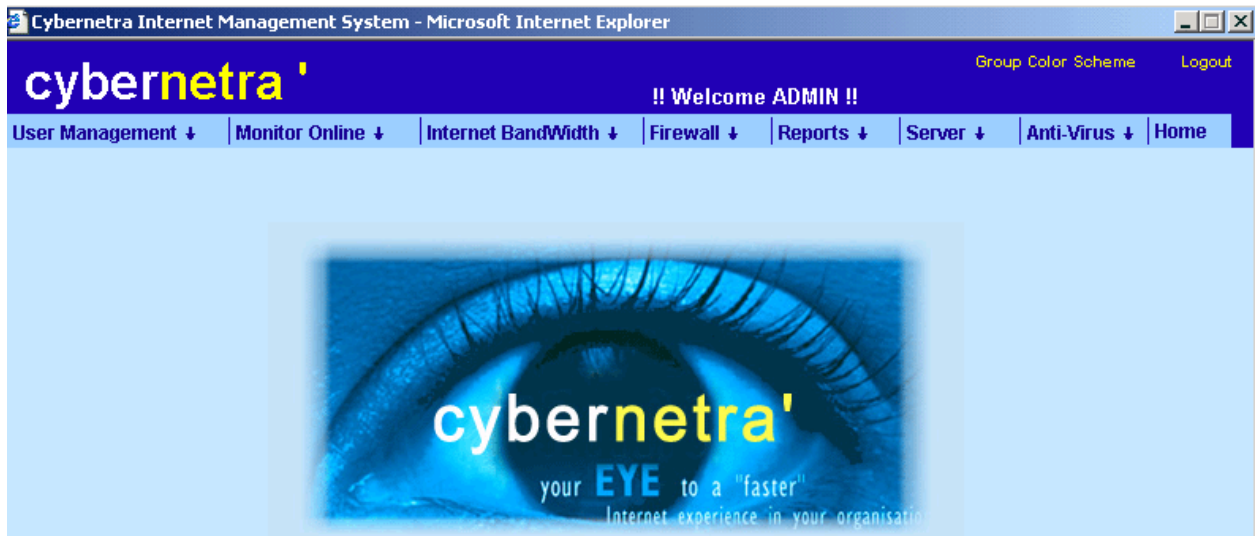 Cybernetra Internet Management System - Microsoft Internet Explorer
Group Color Scheme Logout
cybernetra '
!! Welcome ADMIN !!
User Management ↓ Monitor Online ↓ Internet BandWidth ↓ Firewall ↓ Reports ↓ Server ↓ Anti-Virus ↓ Home
cybernetra'
your EYE to a "faster"
Internet experience in your